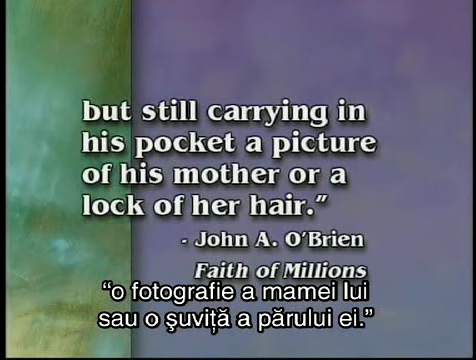 but still carrying in
his pocket a picture
of his mother or a
lock of her hair.”
- John A. O’Brien
Faith of Millions
“o fotografie a mamei lui
sau o şuviţă a părului ei.”